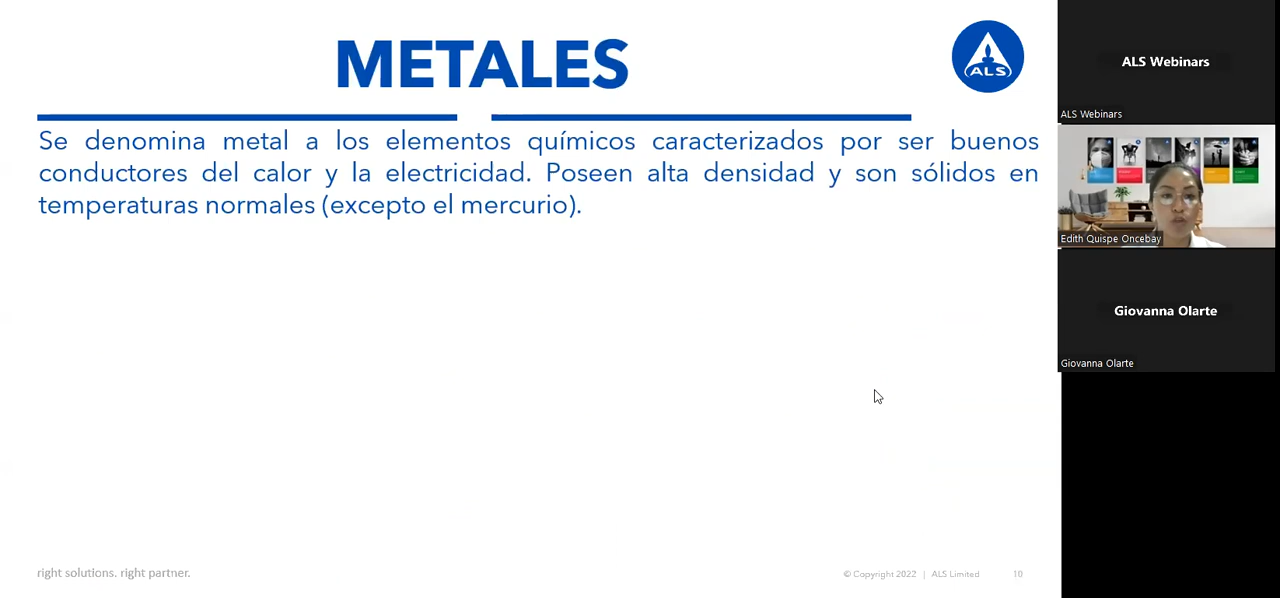 METALES
ALS
Se denomina metal a los elementos químicos caracterizados por ser buenos
conductores del calor y la electricidad. Poseen alta densidad y son sólidos en
temperaturas normales (excepto el mercurio).
right solutions. right partner.
© Copyright 2022 | ALS Limited 10
ALS Webinars
ALS Webinars
Edith Quispe Oncebay
Giovanna Olarte
Giovanna Olarte